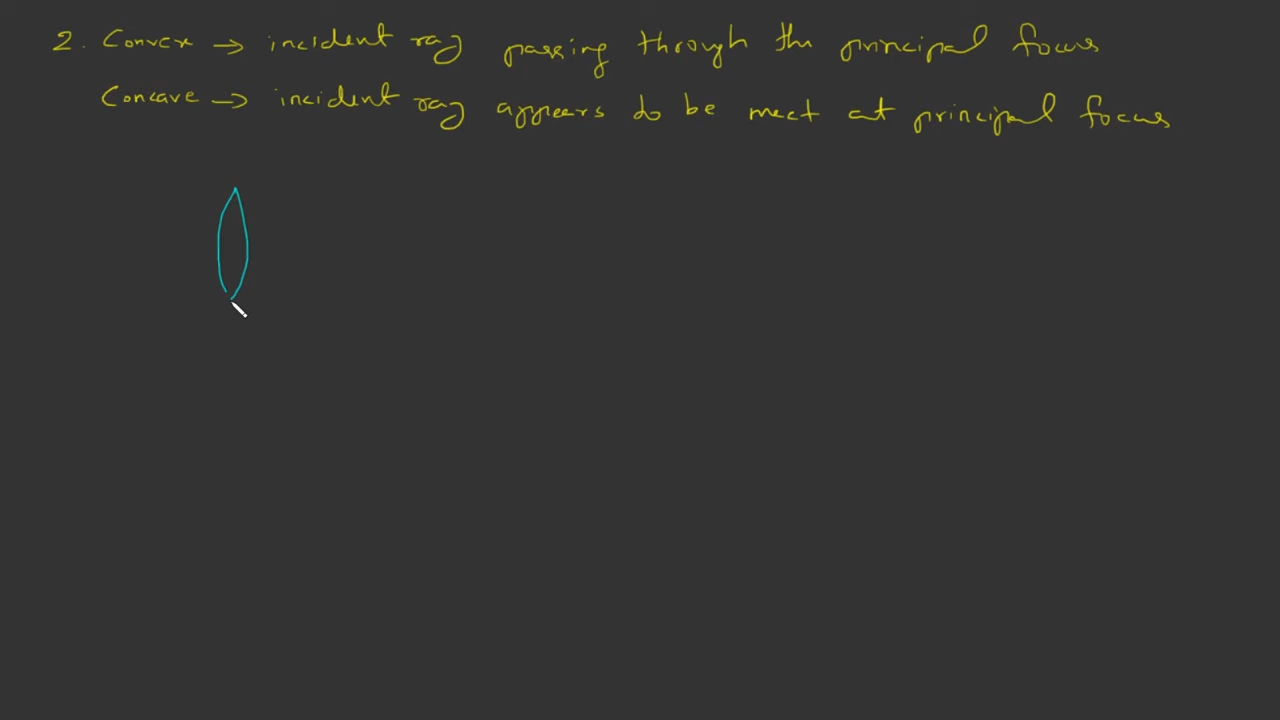 2. Convex → incident ray passing through the principal focus
Concave → incident ray appears to be meet at principal focus